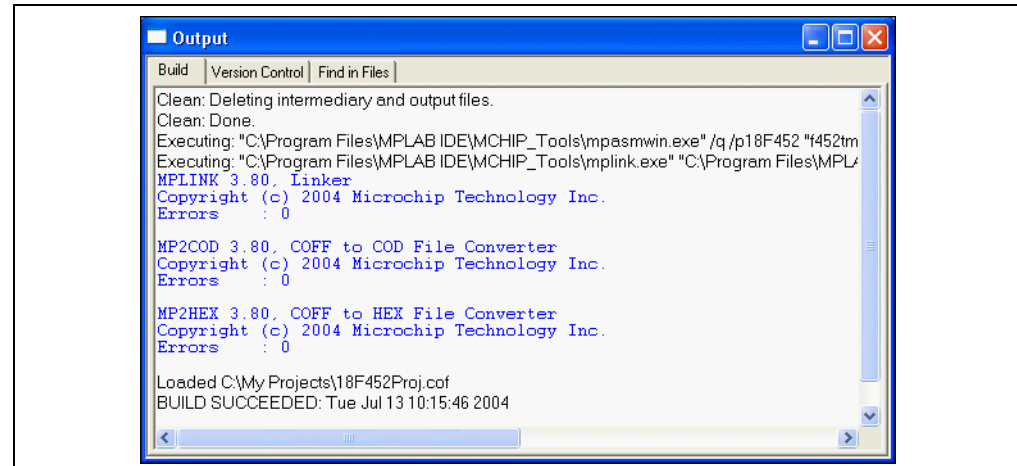 Output
Build Version Control Find in Files
Clean: Deleting intermediary and output files.
Clean: Done.
Executing: "C:\Program Files\MPLAB IDE\MCHIP_Tools\mpasmwin.exe" /q /p18F452 "f452tm
Executing: "C:\Program Files\MPLAB IDE\MCHIP_Tools\mplink.exe" "C:\Program Files\MPLA
MPLINK 3.80, Linker
Copyright (c) 2004 Microchip Technology Inc.
Errors    : 0
MP2COD 3.80, COFF to COD File Converter
Copyright (c) 2004 Microchip Technology Inc.
Errors    : 0
MP2HEX 3.80, COFF to HEX File Converter
Copyright (c) 2004 Microchip Technology Inc.
Errors    : 0
Loaded C:\My Projects\18F452Proj.cof
BUILD SUCCEEDED: Tue Jul 13 10:15:46 2004